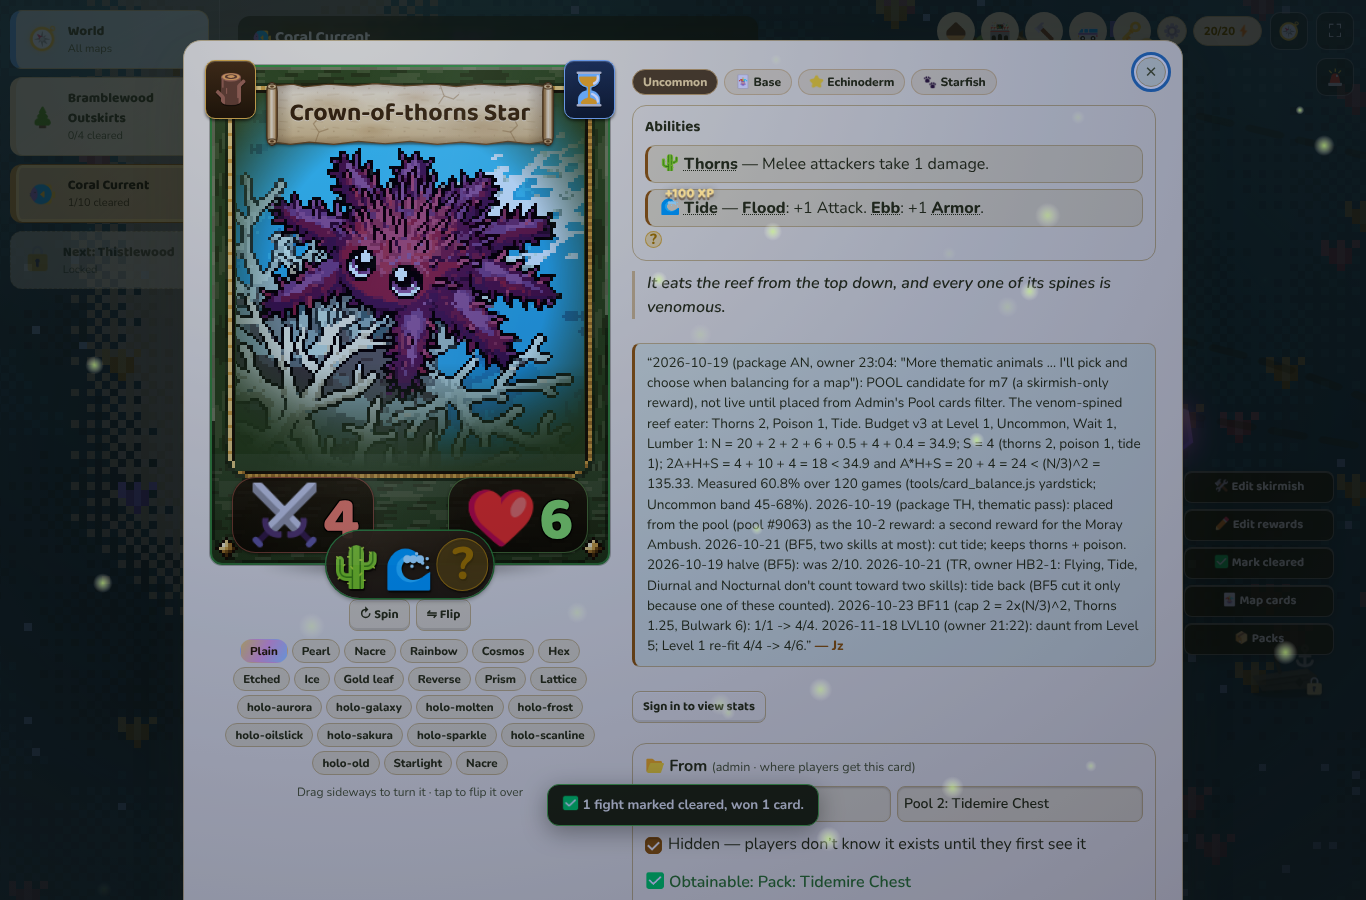 World
All maps
Bramblewood
Outskirts
0/4 cleared
Coral Current
1/10 cleared
Next: Thistlewood
Locked
Coral Current
20/20
Crown-of-thorns Star
4
6
?
Spin
Flip
Plain
Pearl
Nacre
Rainbow
Cosmos
Hex
Etched
Ice
Gold leaf
Reverse
Prism
Lattice
holo-aurora
holo-galaxy
holo-molten
holo-frost
holo-oilslick
holo-sakura
holo-sparkle
holo-scanline
holo-old
Starlight
Nacre
Drag sideways to turn it · tap to flip it over
Uncommon
Base
Echinoderm
Starfish
×
Abilities
Thorns — Melee attackers take 1 damage.
+100 XP
Tide — Flood: +1 Attack. Ebb: +1 Armor.
?
It eats the reef from the top down, and every one of its spines is
venomous.
“2026-10-19 (package AN, owner 23:04: "More thematic animals ... I'll pick and
choose when balancing for a map"): POOL candidate for m7 (a skirmish-only
reward), not live until placed from Admin's Pool cards filter. The venom-spined
reef eater: Thorns 2, Poison 1, Tide. Budget v3 at Level 1, Uncommon, Wait 1,
Lumber 1: N = 20 + 2 + 2 + 6 + 0.5 + 4 + 0.4 = 34.9; S = 4 (thorns 2, poison 1, tide
1); 2A+H+S = 4 + 10 + 4 = 18 < 34.9 and A*H+S = 20 + 4 = 24 < (N/3)^2 =
135.33. Measured 60.8% over 120 games (tools/card_balance.js yardstick;
Uncommon band 45-68%). 2026-10-19 (package TH, thematic pass): placed
from the pool (pool #9063) as the 10-2 reward: a second reward for the Moray
Ambush. 2026-10-21 (BF5, two skills at most): cut tide; keeps thorns + poison.
2026-10-19 halve (BF5): was 2/10. 2026-10-21 (TR, owner HB2-1: Flying, Tide,
Diurnal and Nocturnal don't count toward two skills): tide back (BF5 cut it only
because one of these counted). 2026-10-23 BF11 (cap 2 = 2x(N/3)^2, Thorns
1.25, Bulwark 6): 1/1 -> 4/4. 2026-11-18 LVL10 (owner 21:22): daunt from Level
5; Level 1 re-fit 4/4 -> 4/6.” — Jz
Sign in to view stats
From (admin · where players get this card)
Pool 2: Tidemire Chest
1 fight marked cleared, won 1 card.
Hidden — players don't know it exists until they first see it
Obtainable: Pack: Tidemire Chest
Edit skirmish
Edit rewards
Mark cleared
Map cards
Packs